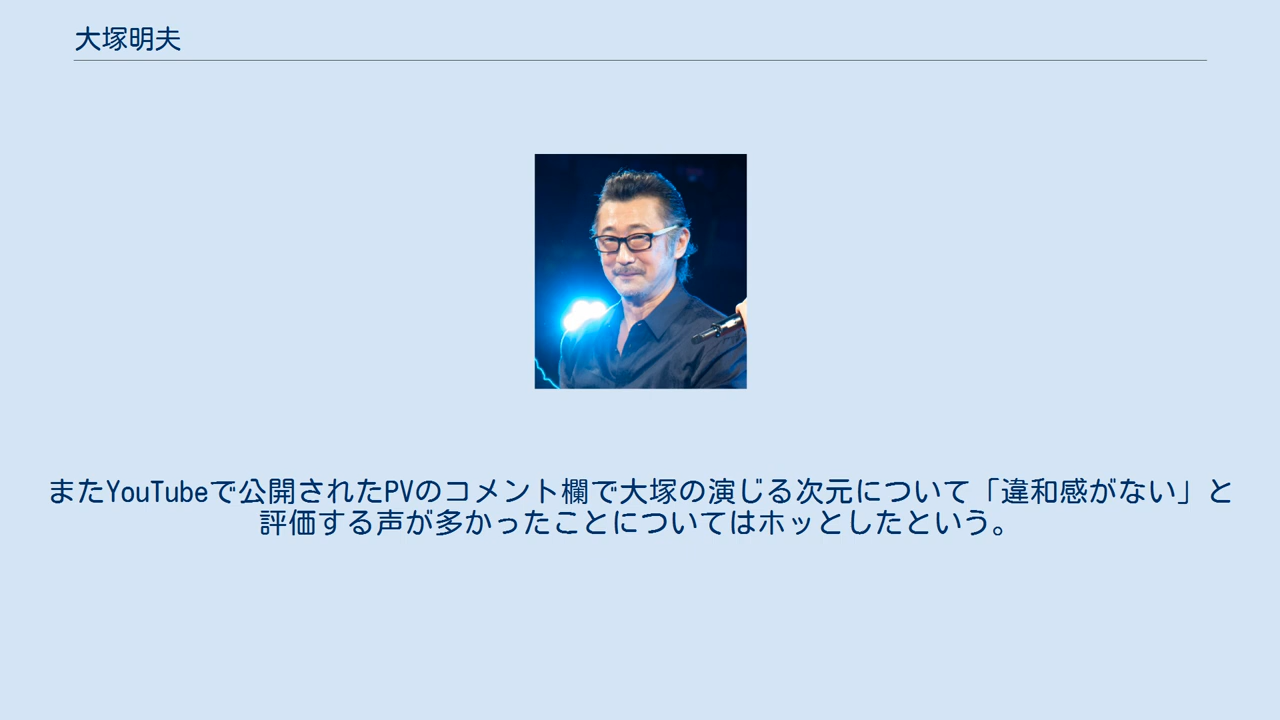 大塚明夫
またYouTubeで公開されたPVのコメント欄で大塚の演じる次元について「違和感がない」と
評価する声が多かったことについてはホッとしたという。